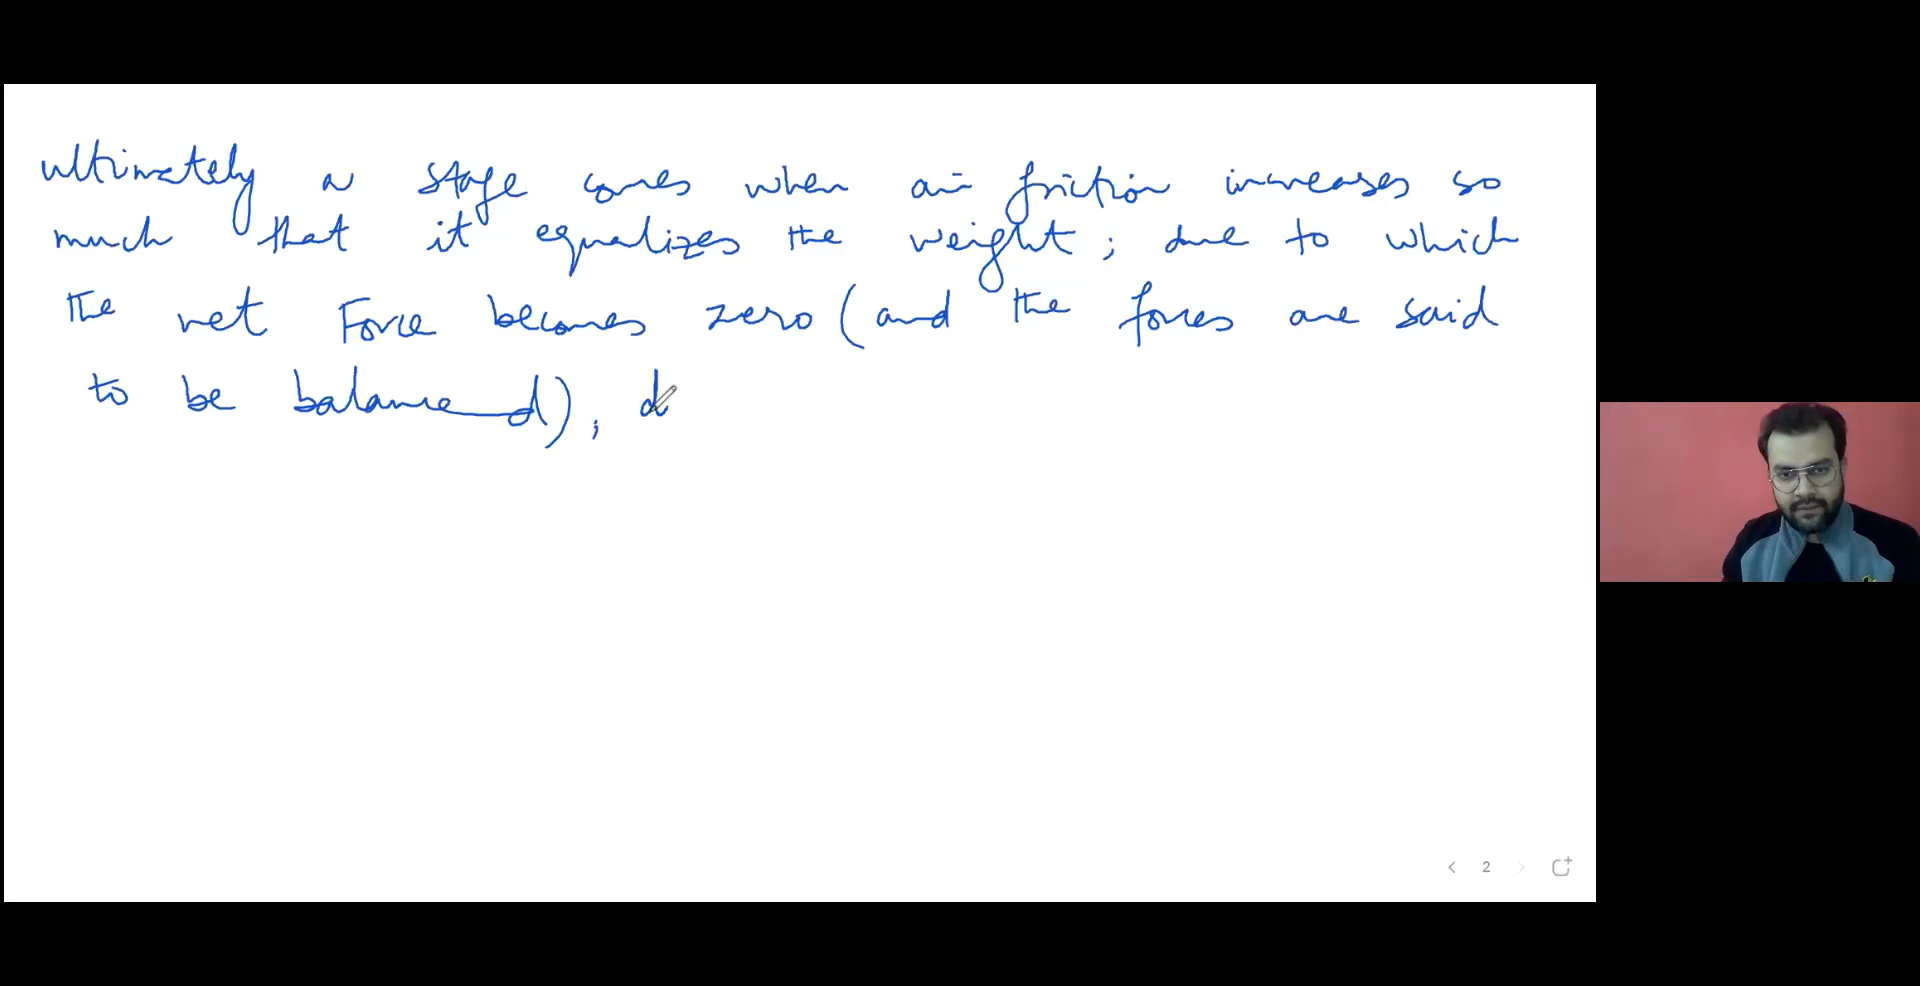 ultimately a stage comes when air friction increases so
much that it equalizes the weight; due to which
the net Force becomes zero (and the forces are said
to be balanced), d
2